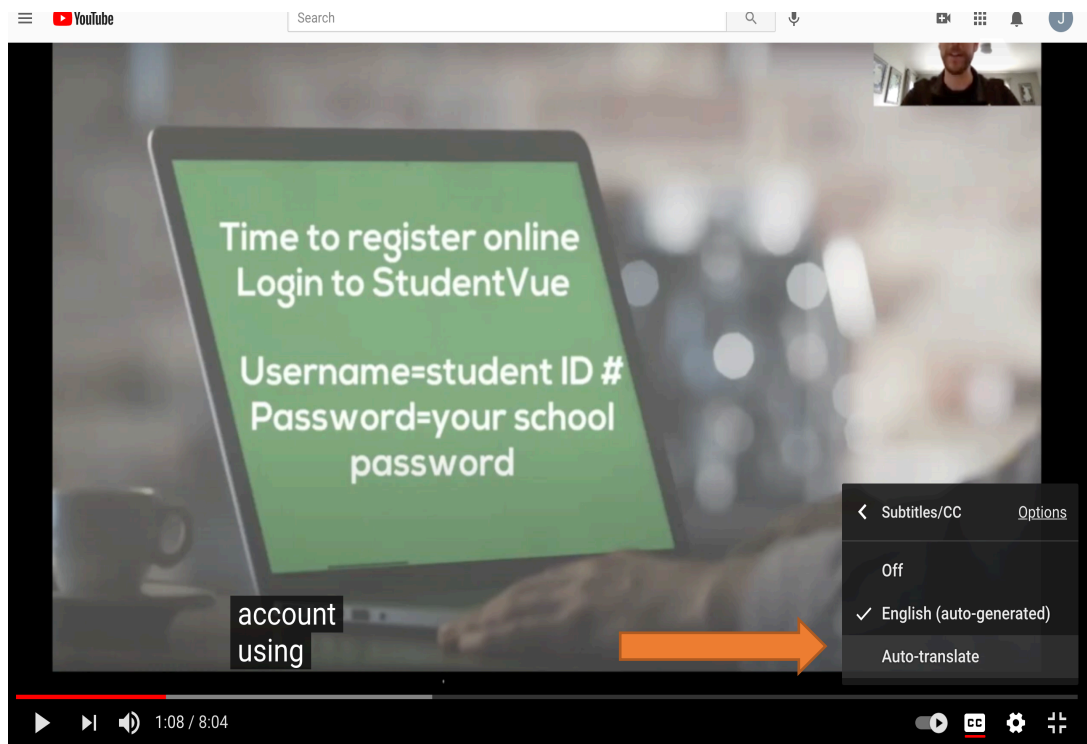 YouTube
Search
J
Time to register online
Login to StudentVue
Username=student ID #
Password=your school
password
Subtitles/CC Options
Off
English (auto-generated)
Auto-translate
account
using
1:08 / 8:04
CC